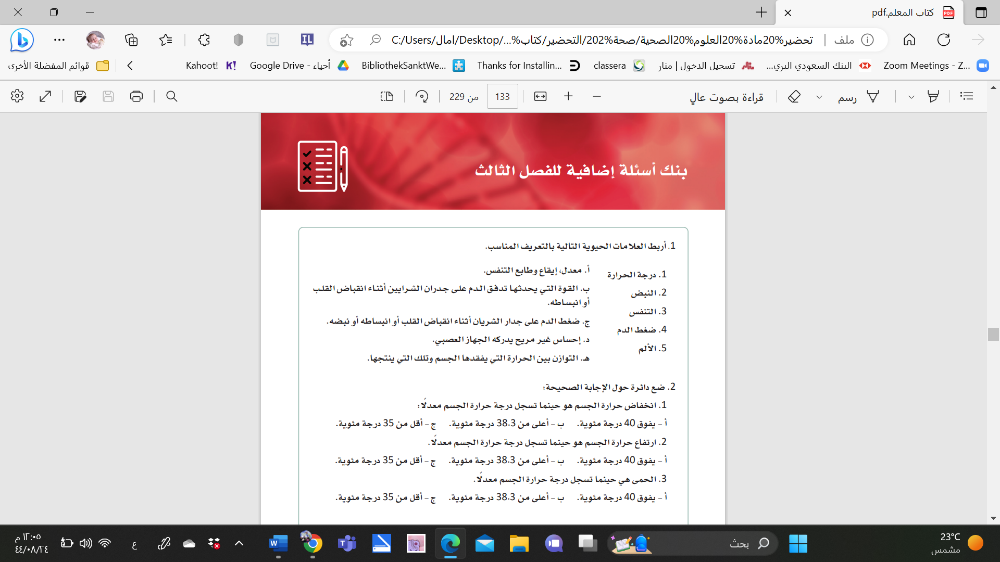 كتاب المعلم.pdf
ملف
C:/Users/امال/Desktop/...تحضير%20مادة%20العلوم%20الصحية/صحة%202/التحضير/كتاب%
Zoom Meetings - Z...
البنك السعودي البري...
تسجيل الدخول | منار
classera
Thanks for Installin...
BibliothekSanktWe...
أحياء - Google Drive
Kahoot!
قوائم المفضلة الأخرى
قراءة بصوت عالٍ
رسم
133
من 229
بنك أسئلة إضافية للفصل الثالث
1. أربط العلامات الحيوية التالية بالتعريف المناسب.
1. درجة الحرارة
2. النبض
3. التنفس
4. ضغط الدم
5. الألم
أ. معدل، إيقاع وطابع التنفس.
ب. القوة التي يحدثها تدفق الدم على جدران الشرايين أثناء انقباض القلب
أو انبساطه.
ج. ضغط الدم على جدار الشريان أثناء انقباض القلب أو انبساطه أو نبضه.
د. إحساس غير مريح يدركه الجهاز العصبي.
هـ. التوازن بين الحرارة التي يفقدها الجسم وتلك التي ينتجها.
2. ضع دائرة حول الإجابة الصحيحة:
1. انخفاض حرارة الجسم هو حينما تسجل درجة حرارة الجسم معدلًا:
أ – يفوق 40 درجة مئوية. ب – أعلى من 38.3 درجة مئوية. ج – أقل من 35 درجة مئوية.
2. ارتفاع حرارة الجسم هو حينما تسجل درجة حرارة الجسم معدلًا.
أ – يفوق 40 درجة مئوية. ب – أعلى من 38.3 درجة مئوية. ج – أقل من 35 درجة مئوية.
3. الحمى هي حينما تسجل درجة حرارة الجسم معدلًا.
أ – يفوق 40 درجة مئوية. ب – أعلى من 38.3 درجة مئوية. ج – أقل من 35 درجة مئوية.
23°C
مشمس
بحث
ع
١٢:٠٥ م
٤٤/٠٨/٢٤